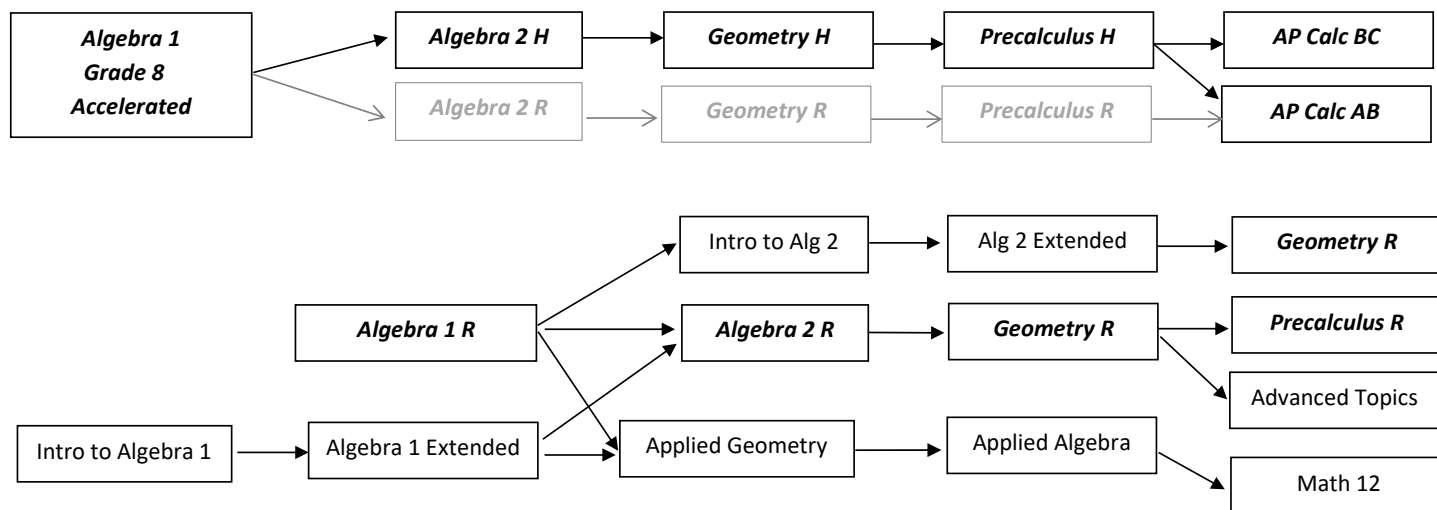 Algebra 1
Grade 8
Accelerated
Algebra 2 H
Geometry H
Precalculus H
AP Calc BC
Algebra 2 R
Geometry R
Precalculus R
AP Calc AB
Intro to Alg 2
Alg 2 Extended
Geometry R
Algebra 1 R
Algebra 2 R
Geometry R
Precalculus R
Advanced Topics
Intro to Algebra 1
Algebra 1 Extended
Applied Geometry
Applied Algebra
Math 12